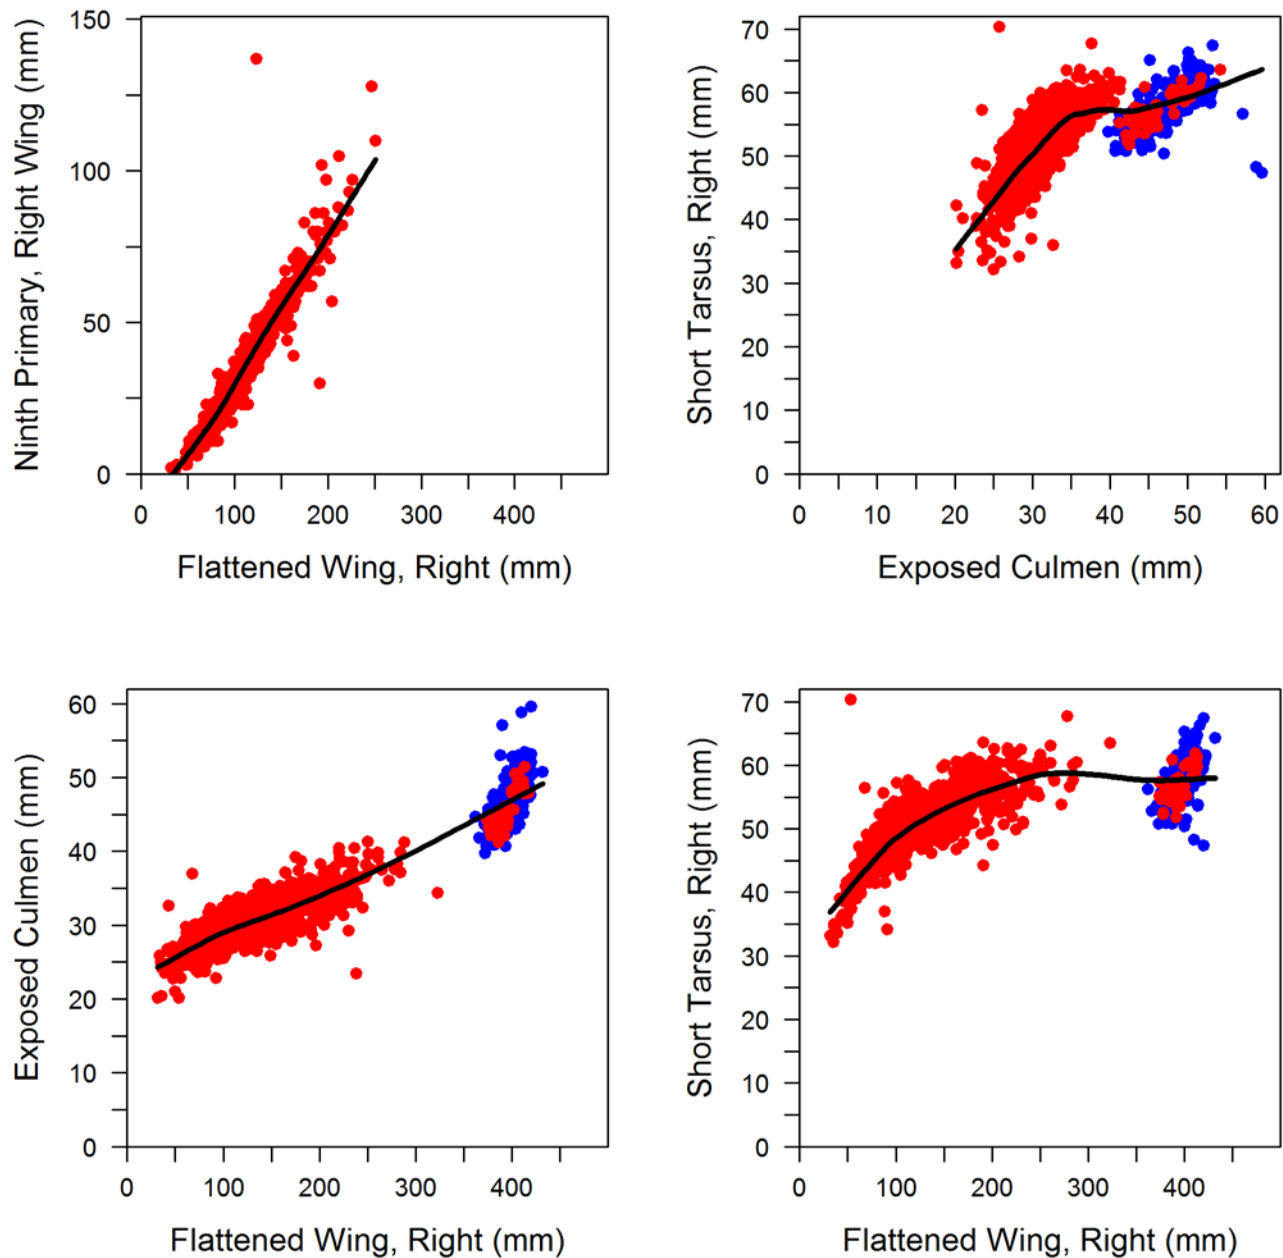 150
100
50
0
Ninth Primary, Right Wing (mm)
0 100 200 300 400
Flattened Wing, Right (mm)
70
60
50
40
30
20
10
0
Short Tarsus, Right (mm)
0 10 20 30 40 50 60
Exposed Culmen (mm)
60
50
40
30
20
10
0
Exposed Culmen (mm)
0 100 200 300 400
Flattened Wing, Right (mm)
70
60
50
40
30
20
10
0
Short Tarsus, Right (mm)
0 100 200 300 400
Flattened Wing, Right (mm)